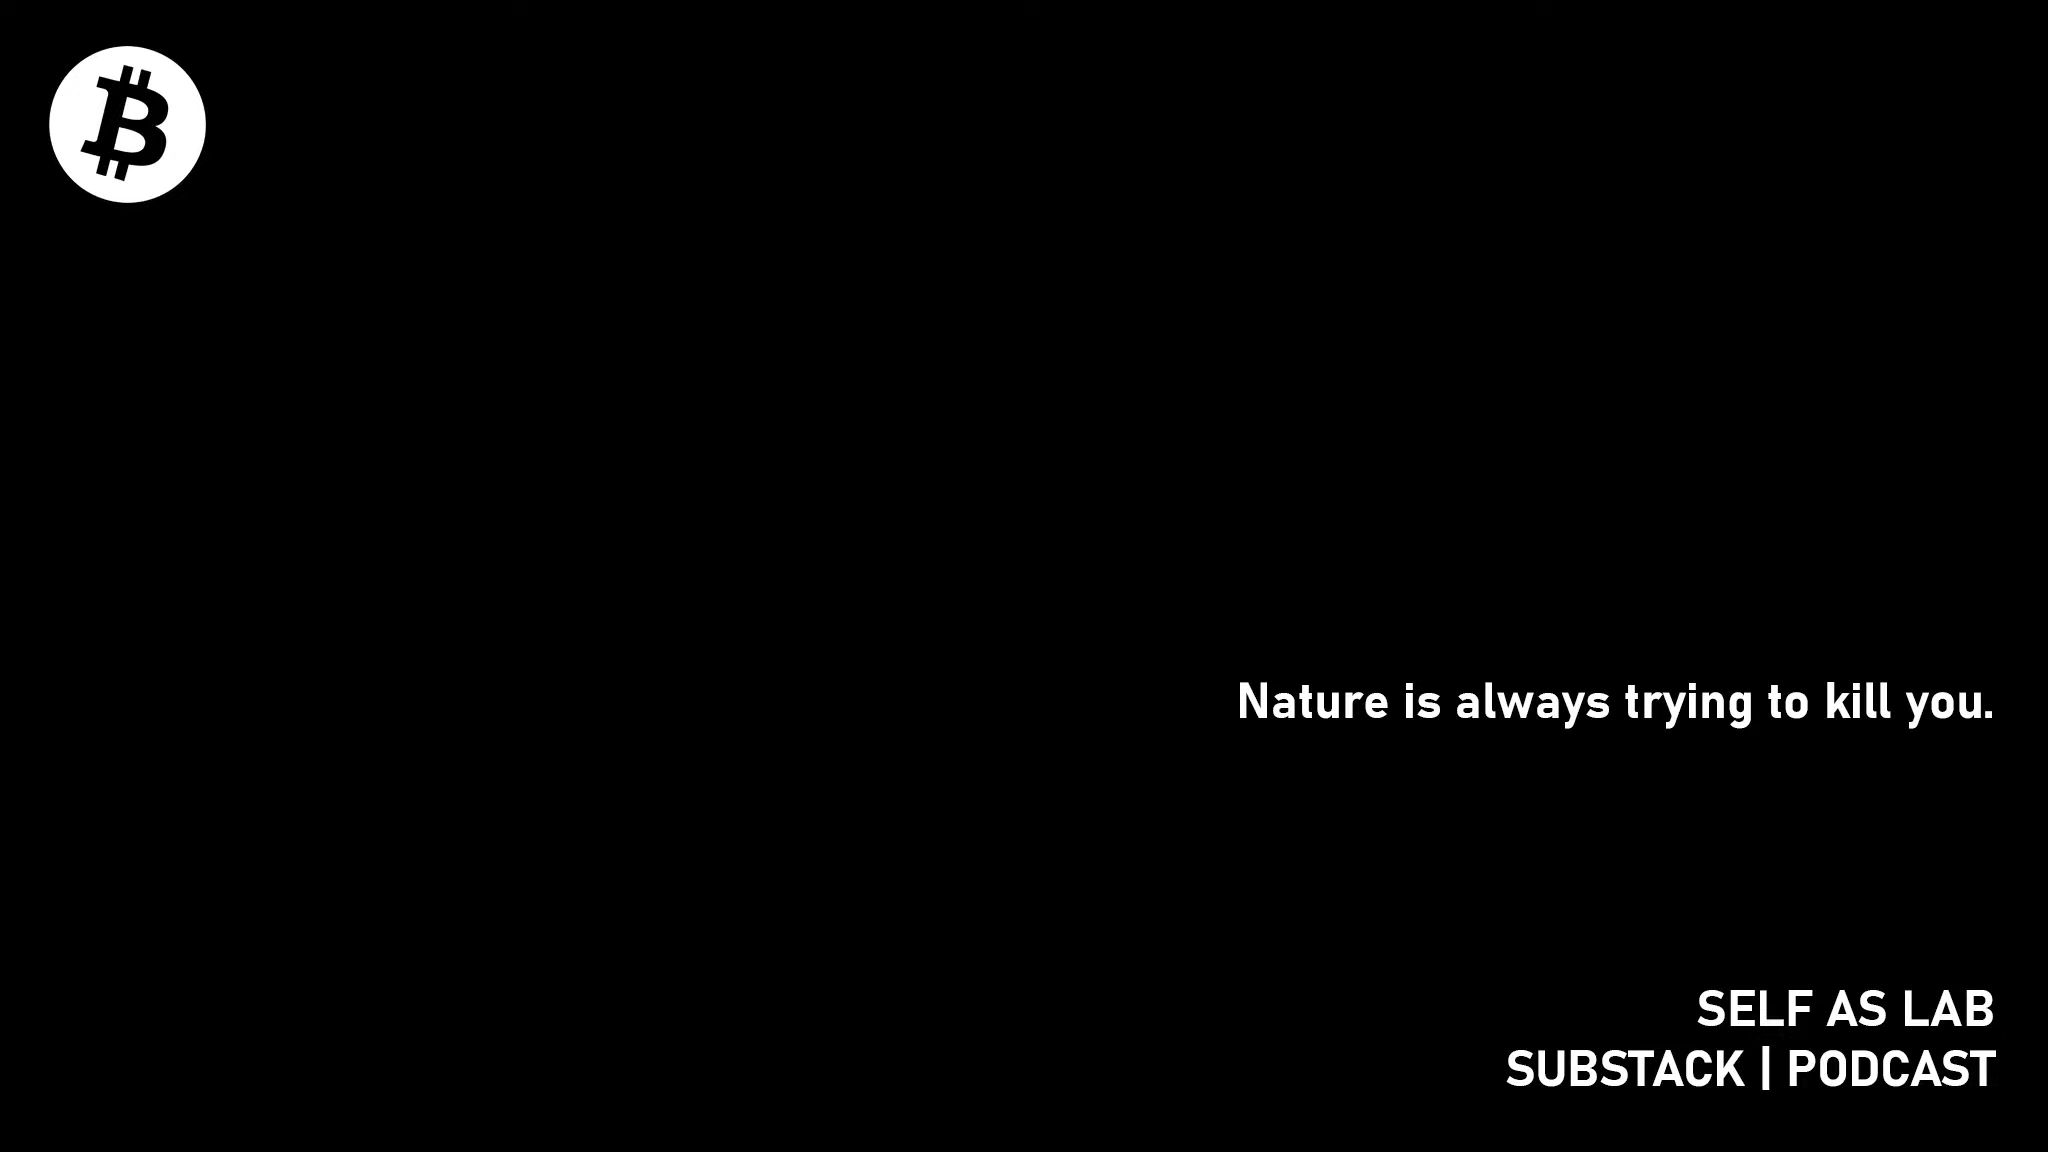 Nature is always trying to kill you.
SELF AS LAB
SUBSTACK | PODCAST